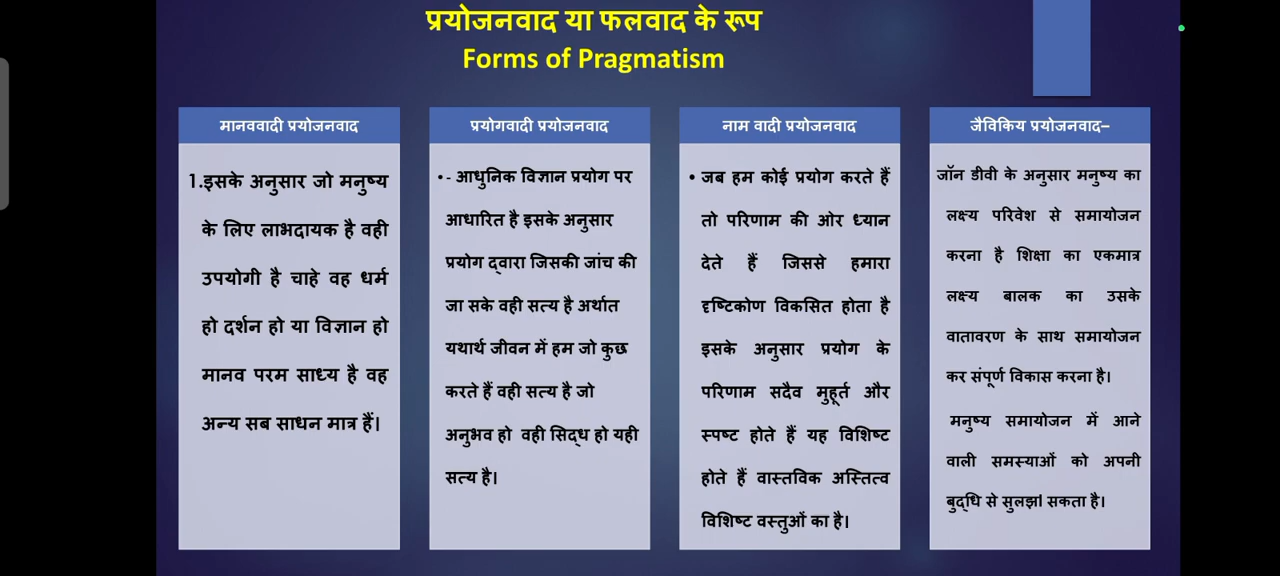 प्रयोजनवाद या फलवाद के रूप
Forms of Pragmatism
मानववादी प्रयोजनवाद
1.इसके अनुसार जो मनुष्य
के लिए लाभदायक है वही
उपयोगी है चाहे वह धर्म
हो दर्शन हो या विज्ञान हो
मानव परम साध्य है वह
अन्य सब साधन मात्र हैं।
प्रयोगवादी प्रयोजनवाद
•- आधुनिक विज्ञान प्रयोग पर
आधारित है इसके अनुसार
प्रयोग द्वारा जिसकी जांच की
जा सके वही सत्य है अर्थात
यथार्थ जीवन में हम जो कुछ
करते हैं वही सत्य है जो
अनुभव हो वही सिद्ध हो यही
सत्य है।
नाम वादी प्रयोजनवाद
• जब हम कोई प्रयोग करते हैं
तो परिणाम की ओर ध्यान
देते हैं जिससे हमारा
दृष्टिकोण विकसित होता है
इसके अनुसार प्रयोग के
परिणाम सदैव मुहूर्त और
स्पष्ट होते हैं यह विशिष्ट
होते हैं वास्तविक अस्तित्व
विशिष्ट वस्तुओं का है।
जैविकिय प्रयोजनवाद–
जॉन डीवी के अनुसार मनुष्य का
लक्ष्य परिवेश से समायोजन
करना है शिक्षा का एकमात्र
लक्ष्य बालक का उसके
वातावरण के साथ समायोजन
कर संपूर्ण विकास करना है।
मनुष्य समायोजन में आने
वाली समस्याओं को अपनी
बुद्धि से सुलझा सकता है।